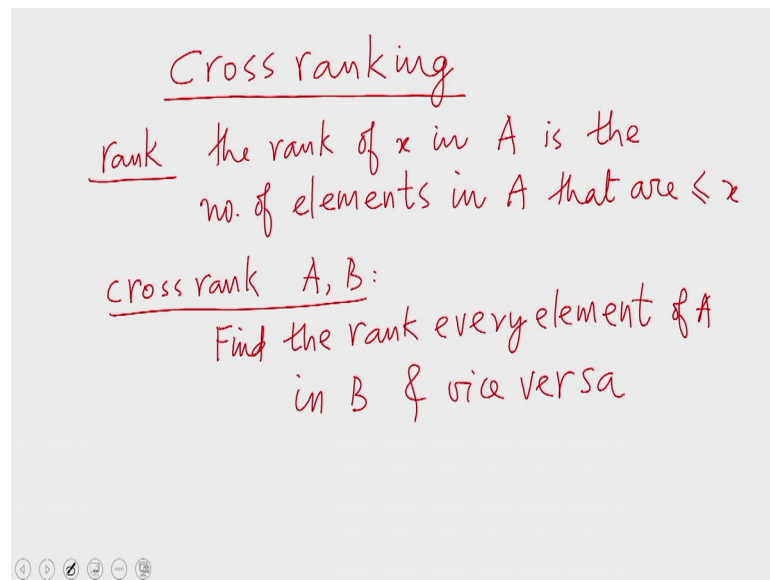 Cross ranking
rank the rank of x in A is the
no. of elements in A that are ⩽ x
cross rank A, B:
Find the rank every element of A
in B & vice versa